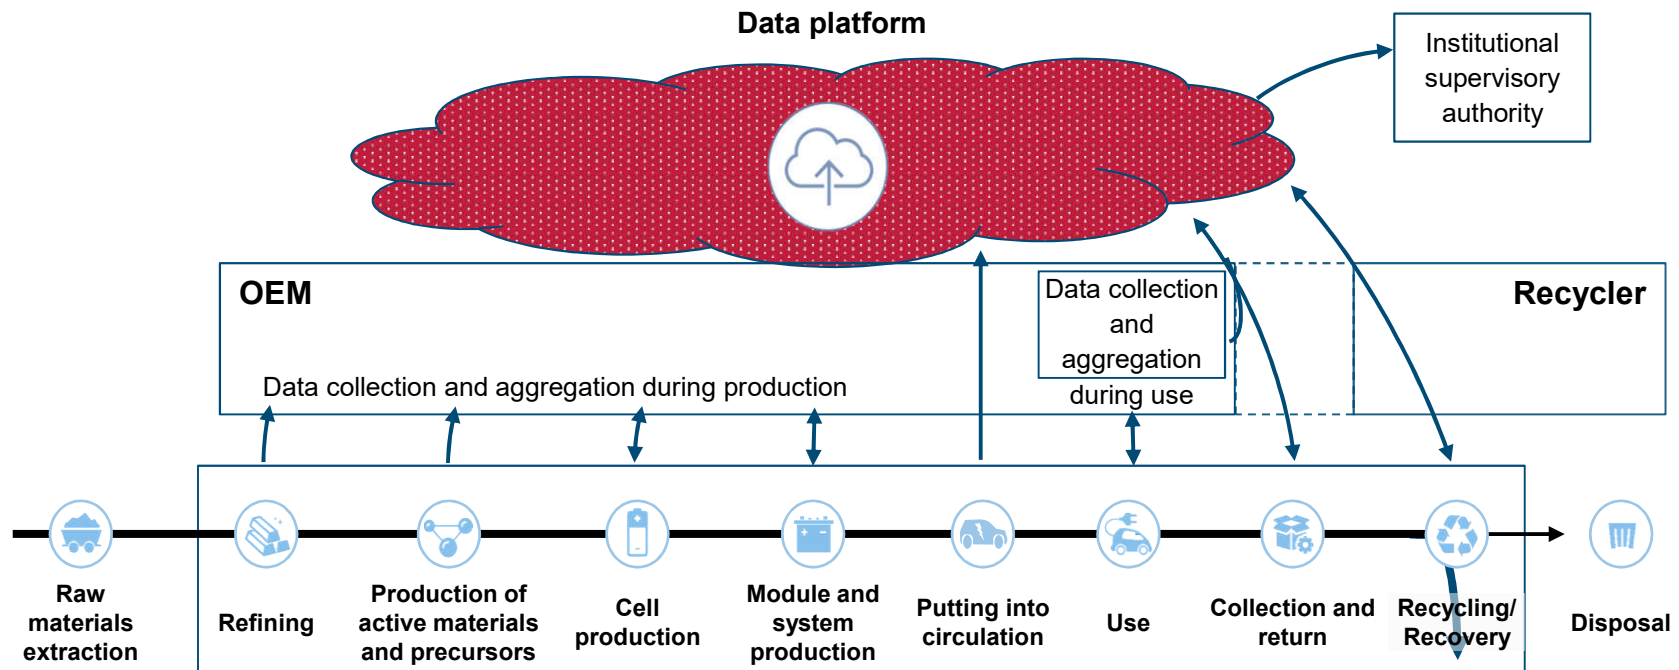 Data platform
Institutional
supervisory
authority
OEM
Data collection
and
aggregation
during use
Recycler
Data collection and aggregation during production
Raw
materials
extraction
Refining
Production of
active materials
and precursors
Cell
production
Module and
system
production
Putting into
circulation
Use
Collection and
return
Recycling/
Recovery
Disposal